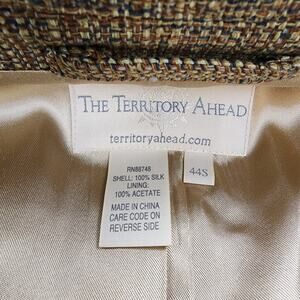 THE TERRITORY AHEAD
territoryahead.com
RN88748
SHELL: 100% SILK
LINING:
100% ACETATE
MADE IN CHINA
CARE CODE ON
REVERSE SIDE
44S